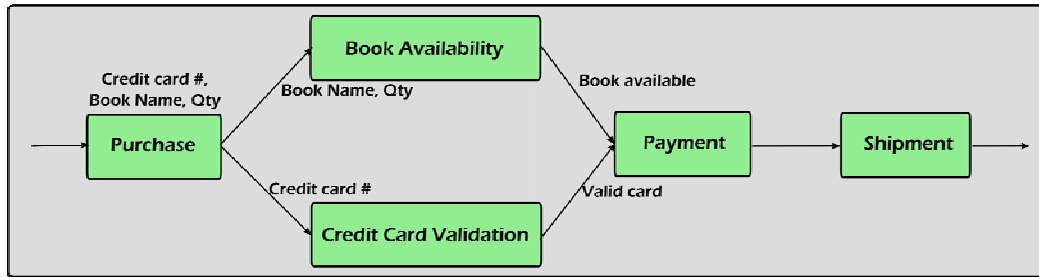 Book Availability
Credit card #,
Book Name, Qty
Book Name, Qty
Book available
Purchase
Payment
Shipment
Credit card #
Valid card
Credit Card Validation